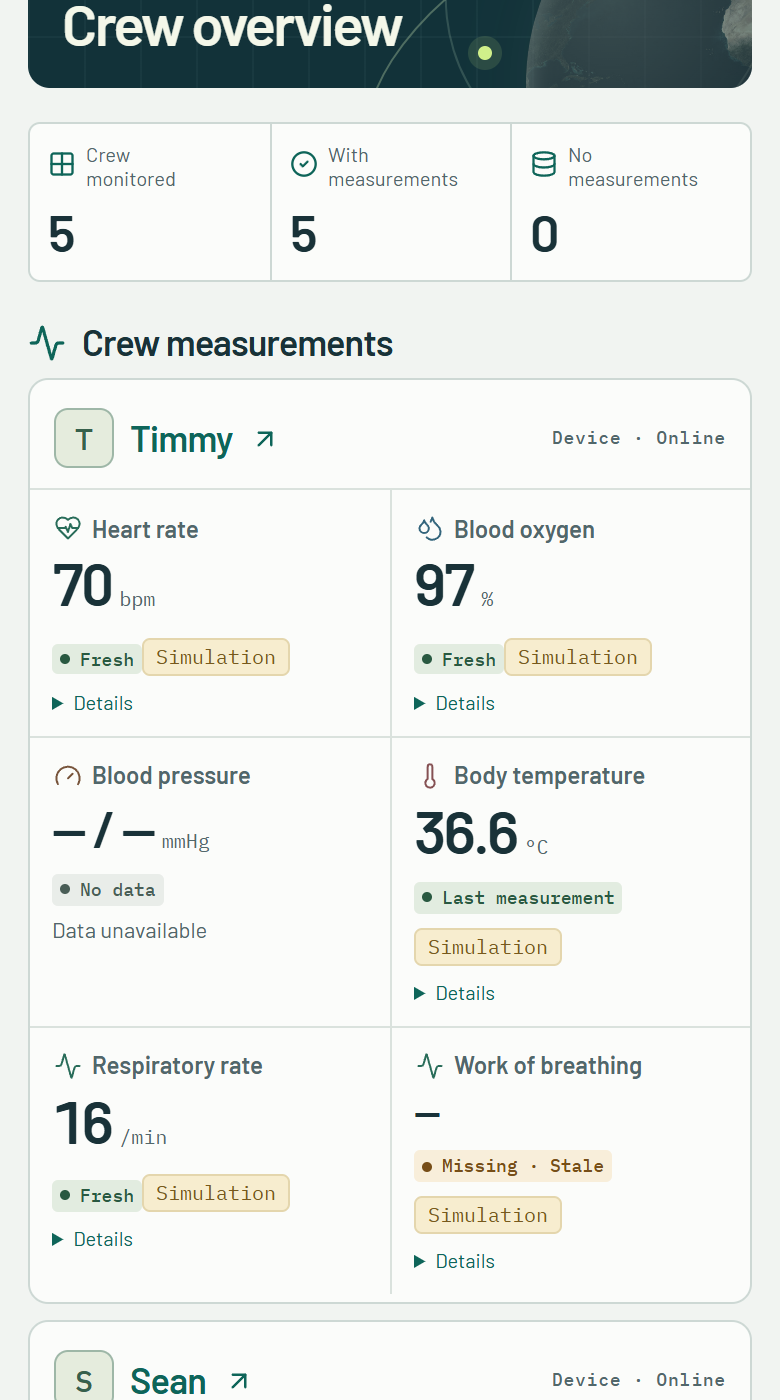 Crew overview
Crew
monitored
5
With
measurements
5
No
measurements
0
Crew measurements
T
Timmy
Device · Online
Heart rate
70 bpm
Fresh
Simulation
Details
Blood oxygen
97 %
Fresh
Simulation
Details
Blood pressure
— / — mmHg
No data
Data unavailable
Body temperature
36.6 °C
Last measurement
Simulation
Details
Respiratory rate
16 /min
Fresh
Simulation
Details
Work of breathing
—
Missing · Stale
Simulation
Details
S
Sean
Device · Online